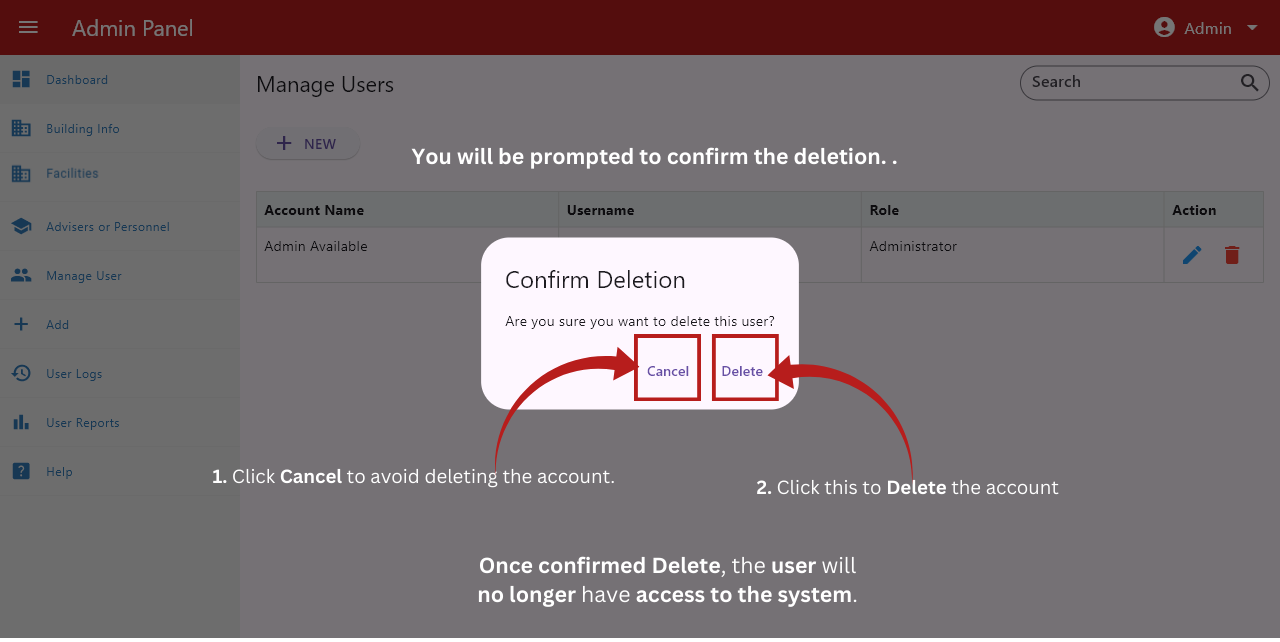 Admin Panel
Admin
Dashboard
Building Info
Facilities
Advisers or Personnel
Manage User
Add
User Logs
User Reports
Help
Manage Users
Search
NEW
You will be prompted to confirm the deletion. .
Account Name Username Role Action
Admin Available Administrator
Confirm Deletion
Are you sure you want to delete this user?
Cancel Delete
1. Click Cancel to avoid deleting the account.
2. Click this to Delete the account
Once confirmed Delete, the user will
no longer have access to the system.